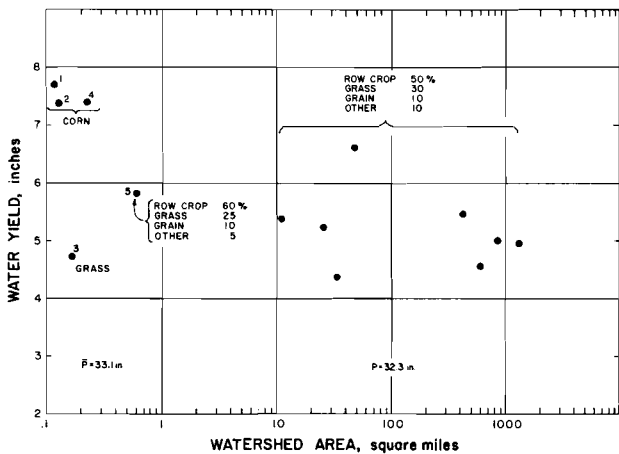 8
7
6
5
4
3
2
WATER YIELD, inches
1
2
4
CORN
ROW CROP 50 %
GRASS 30
GRAIN 10
OTHER 10
5
ROW CROP 60 %
GRASS 25
GRAIN 10
OTHER 5
3
GRASS
P̄=33.1 in
P=32.3 in.
.1
1
10
100
1000
WATERSHED AREA, square miles